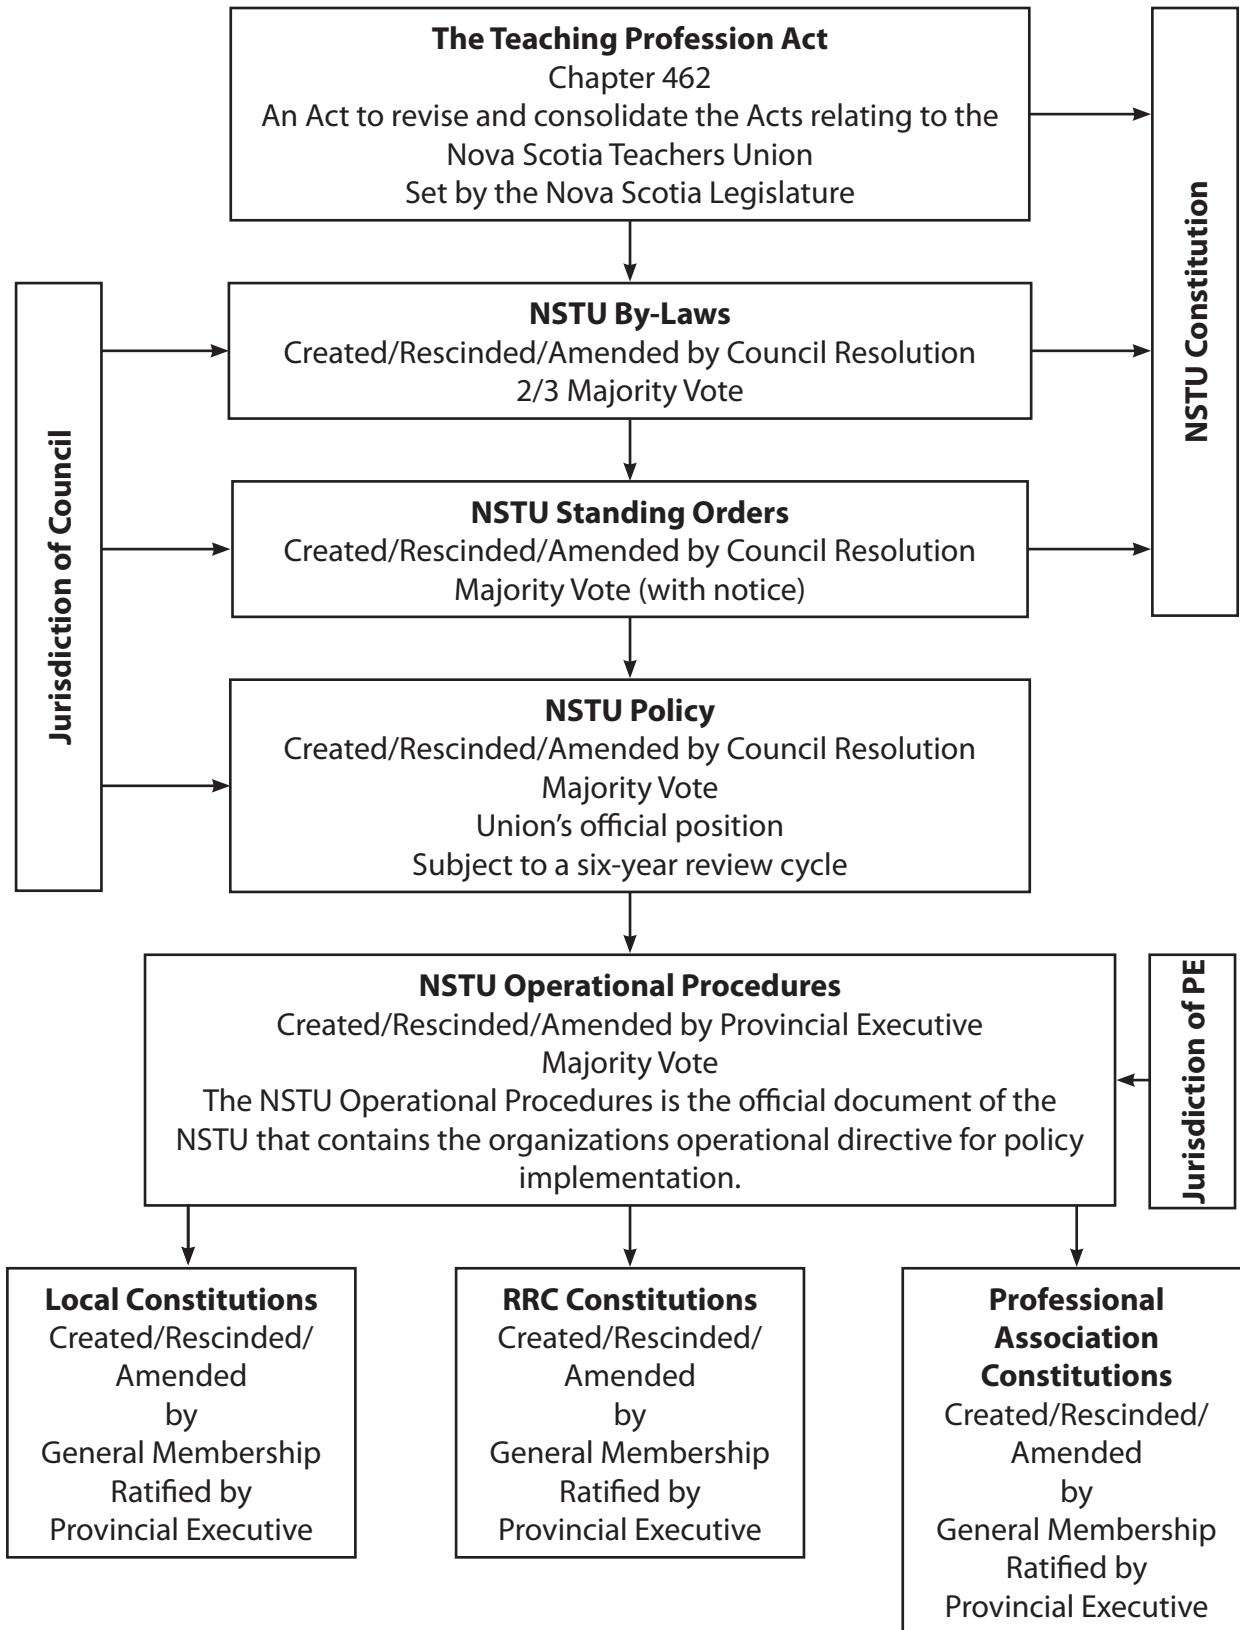 The Teaching Profession Act
Chapter 462
An Act to revise and consolidate the Acts relating to the
Nova Scotia Teachers Union
Set by the Nova Scotia Legislature
NSTU Constitution
Jurisdiction of Council
NSTU By-Laws
Created/Rescinded/Amended by Council Resolution
2/3 Majority Vote
NSTU Standing Orders
Created/Rescinded/Amended by Council Resolution
Majority Vote (with notice)
NSTU Policy
Created/Rescinded/Amended by Council Resolution
Majority Vote
Union's official position
Subject to a six-year review cycle
NSTU Operational Procedures
Created/Rescinded/Amended by Provincial Executive
Majority Vote
The NSTU Operational Procedures is the official document of the
NSTU that contains the organizations operational directive for policy
implementation.
Jurisdiction of PE
Local Constitutions
Created/Rescinded/
Amended
by
General Membership
Ratified by
Provincial Executive
RRC Constitutions
Created/Rescinded/
Amended
by
General Membership
Ratified by
Provincial Executive
Professional
Association
Constitutions
Created/Rescinded/
Amended
by
General Membership
Ratified by
Provincial Executive